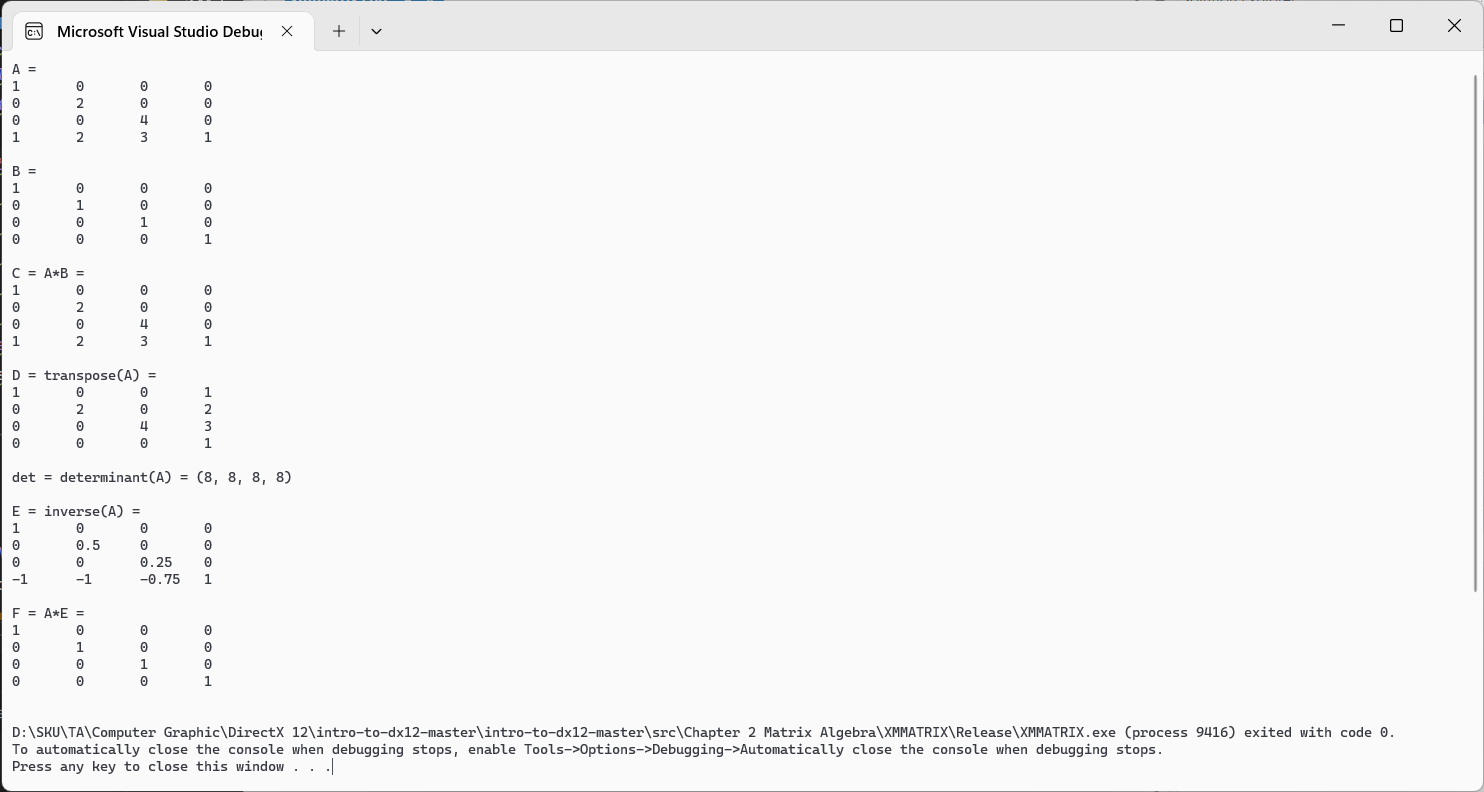 Microsoft Visual Studio Debu
A =
1 0 0 0
0 2 0 0
0 0 4 0
1 2 3 1
B =
1 0 0 0
0 1 0 0
0 0 1 0
0 0 0 1
C = A*B =
1 0 0 0
0 2 0 0
0 0 4 0
1 2 3 1
D = transpose(A) =
1 0 0 1
0 2 0 2
0 0 4 3
0 0 0 1
det = determinant(A) = (8, 8, 8, 8)
E = inverse(A) =
1 0 0 0
0 0.5 0 0
0 0 0.25 0
-1 -1 -0.75 1
F = A*E =
1 0 0 0
0 1 0 0
0 0 1 0
0 0 0 1
D:\SKU\TA\Computer Graphic\DirectX 12\intro-to-dx12-master\intro-to-dx12-master\src\Chapter 2 Matrix Algebra\XMMATRIX\Release\XMMATRIX.exe (process 9416) exited with code 0.
To automatically close the console when debugging stops, enable Tools->Options->Debugging->Automatically close the console when debugging stops.
Press any key to close this window . . .